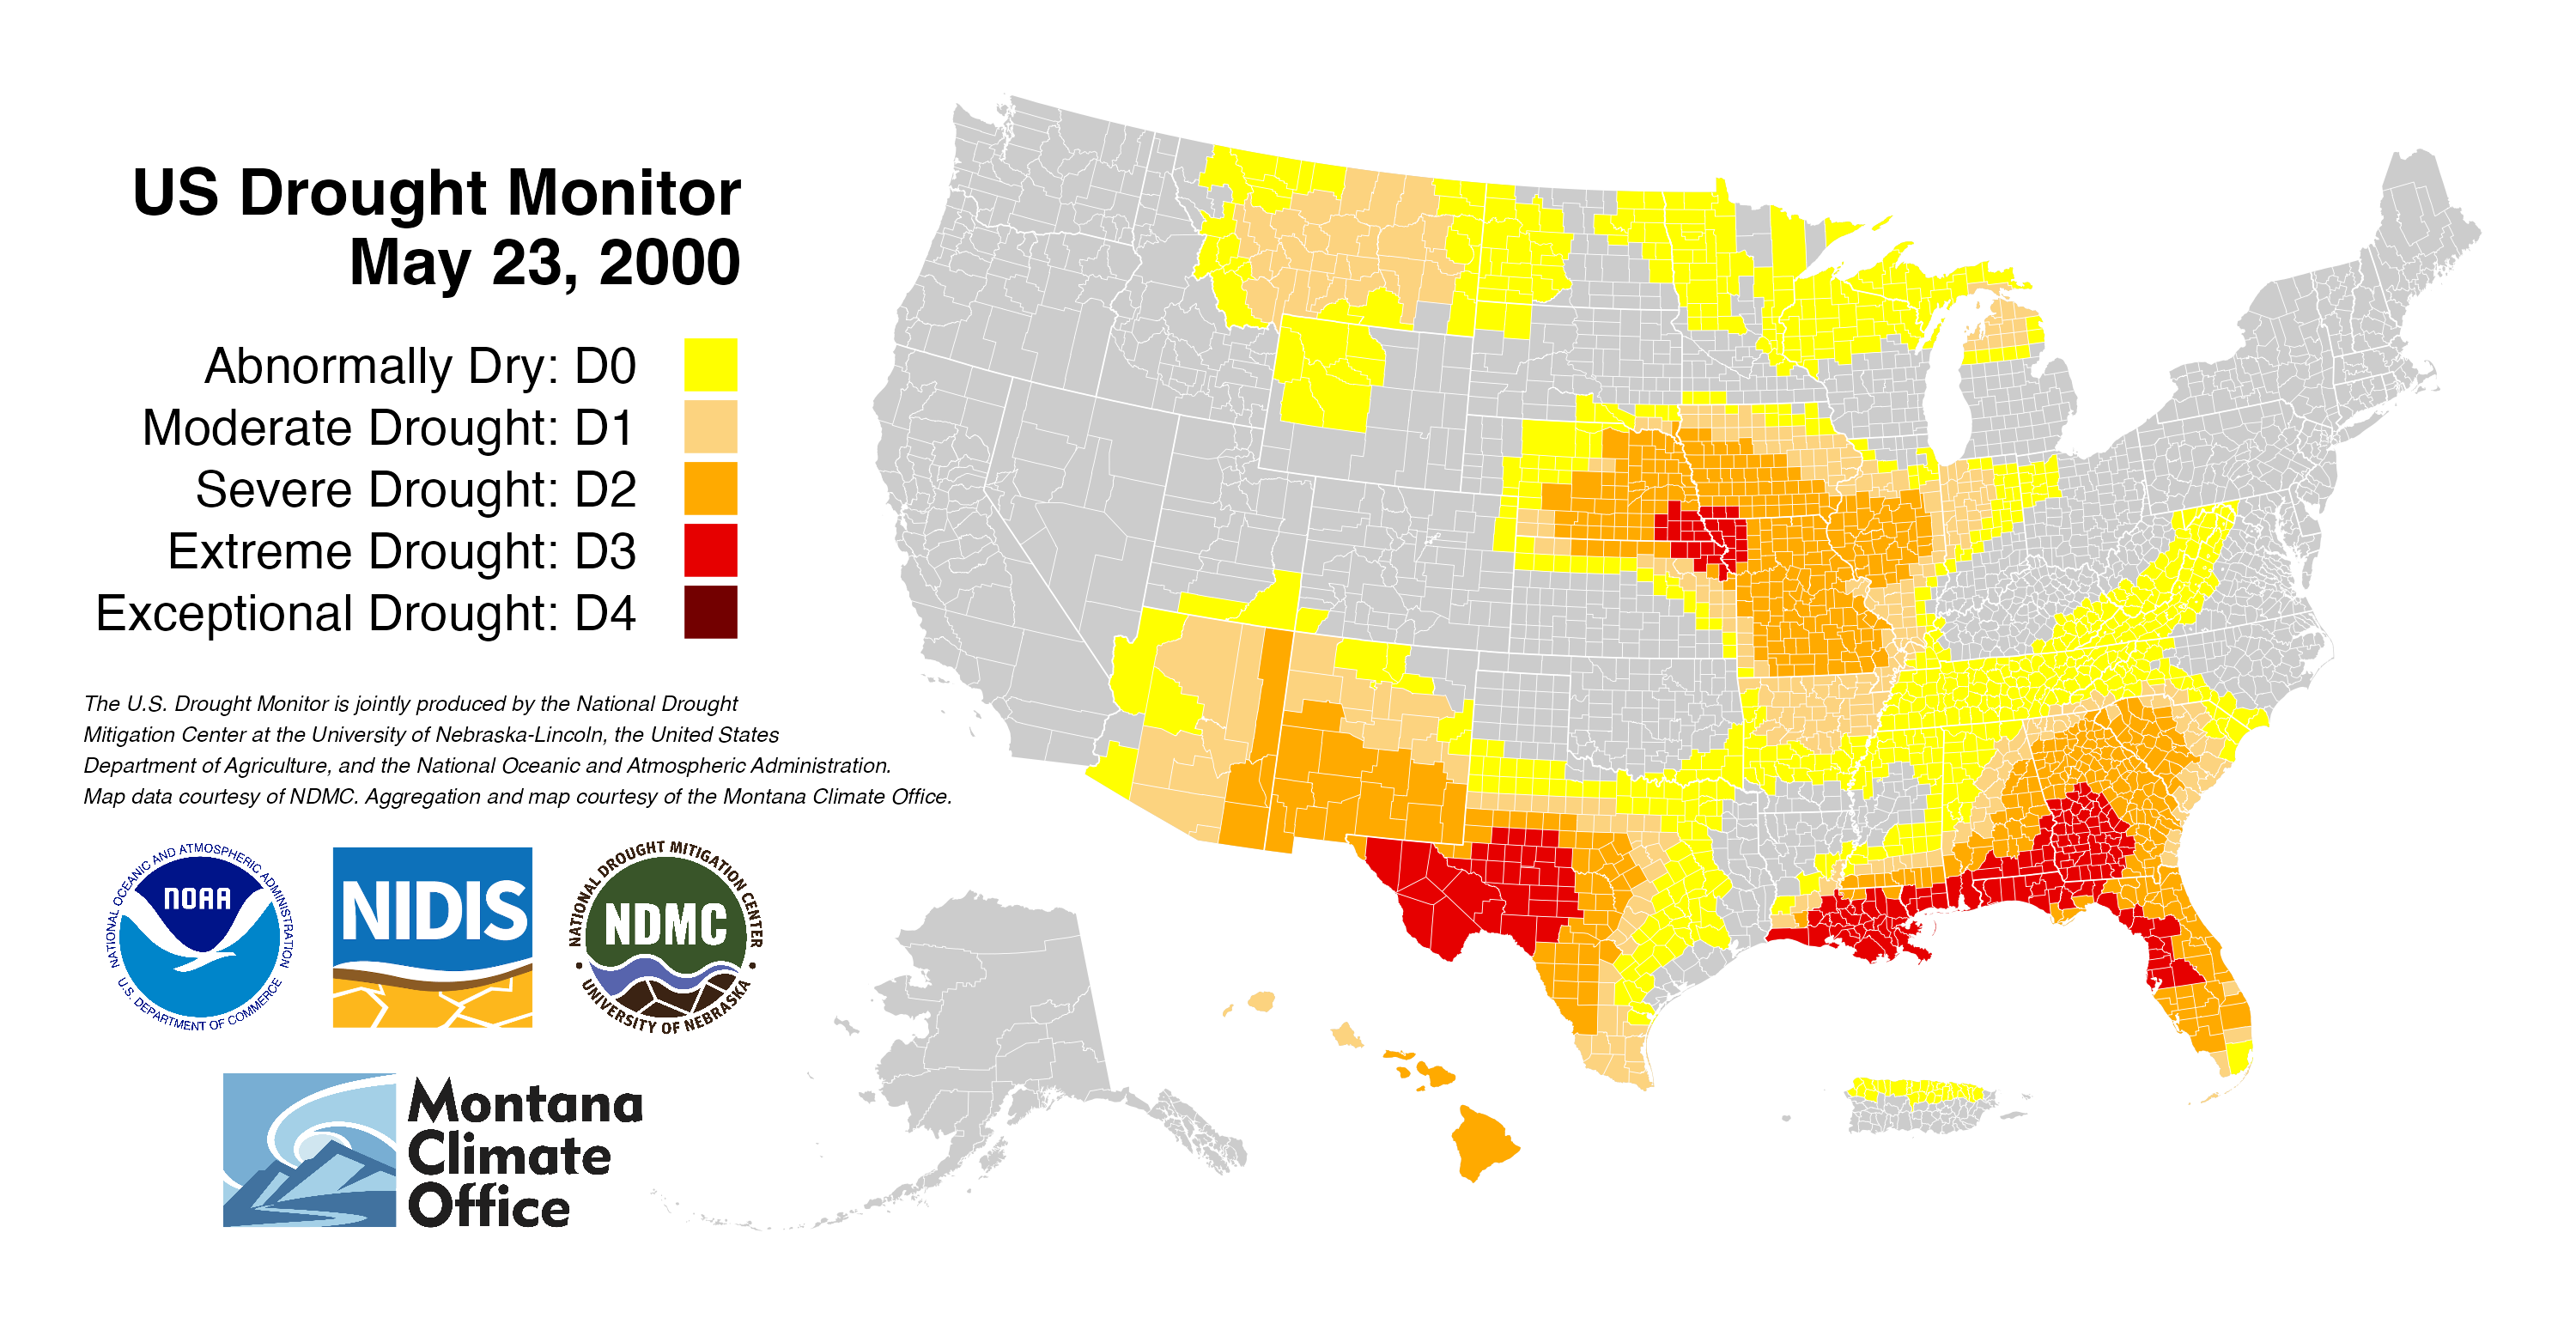 US Drought Monitor
May 23, 2000
Abnormally Dry: D0
Moderate Drought: D1
Severe Drought: D2
Extreme Drought: D3
Exceptional Drought: D4
The U.S. Drought Monitor is jointly produced by the National Drought
Mitigation Center at the University of Nebraska-Lincoln, the United States
Department of Agriculture, and the National Oceanic and Atmospheric Administration.
Map data courtesy of NDMC. Aggregation and map courtesy of the Montana Climate Office.
NATIONAL OCEANIC AND ATMOSPHERIC ADMINISTRATION
NOAA
U.S. DEPARTMENT OF COMMERCE
NIDIS
NATIONAL DROUGHT MITIGATION CENTER
NDMC
UNIVERSITY OF NEBRASKA
Montana
Climate
Office